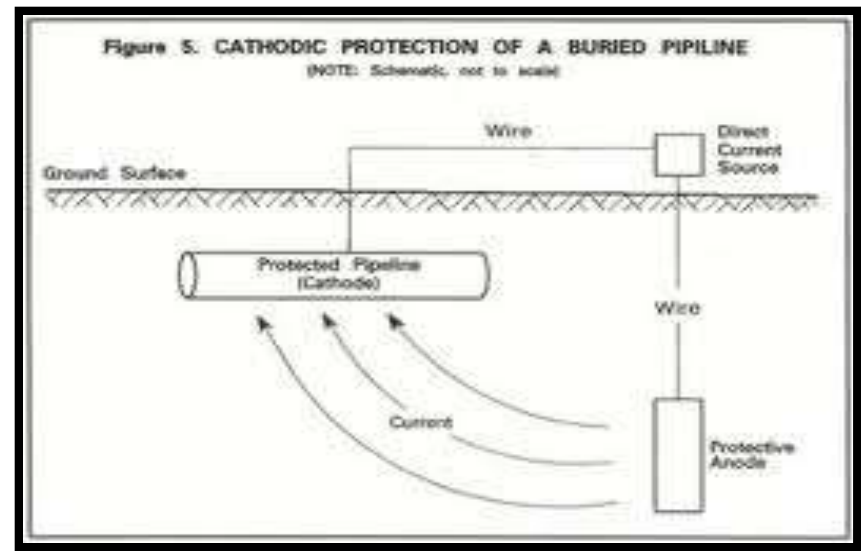 Figure 5. CATHODIC PROTECTION OF A BURIED PIPILINE
(NOTE: Schematic, not to scale)
Wire
Direct
Current
Source
Ground Surface
Protected Pipeline
(Cathode)
Wire
Current
Protective
Anode